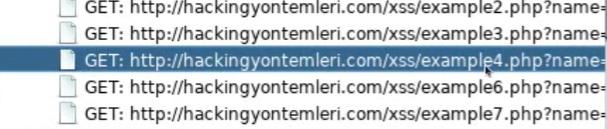 GET: http://hackingyontemleri.com/xss/example2.php?name=
GET: http://hackingyontemleri.com/xss/example3.php?name=
GET: http://hackingyontemleri.com/xss/example4.php?name=
GET: http://hackingyontemleri.com/xss/example6.php?name=
GET: http://hackingyontemleri.com/xss/example7.php?name=